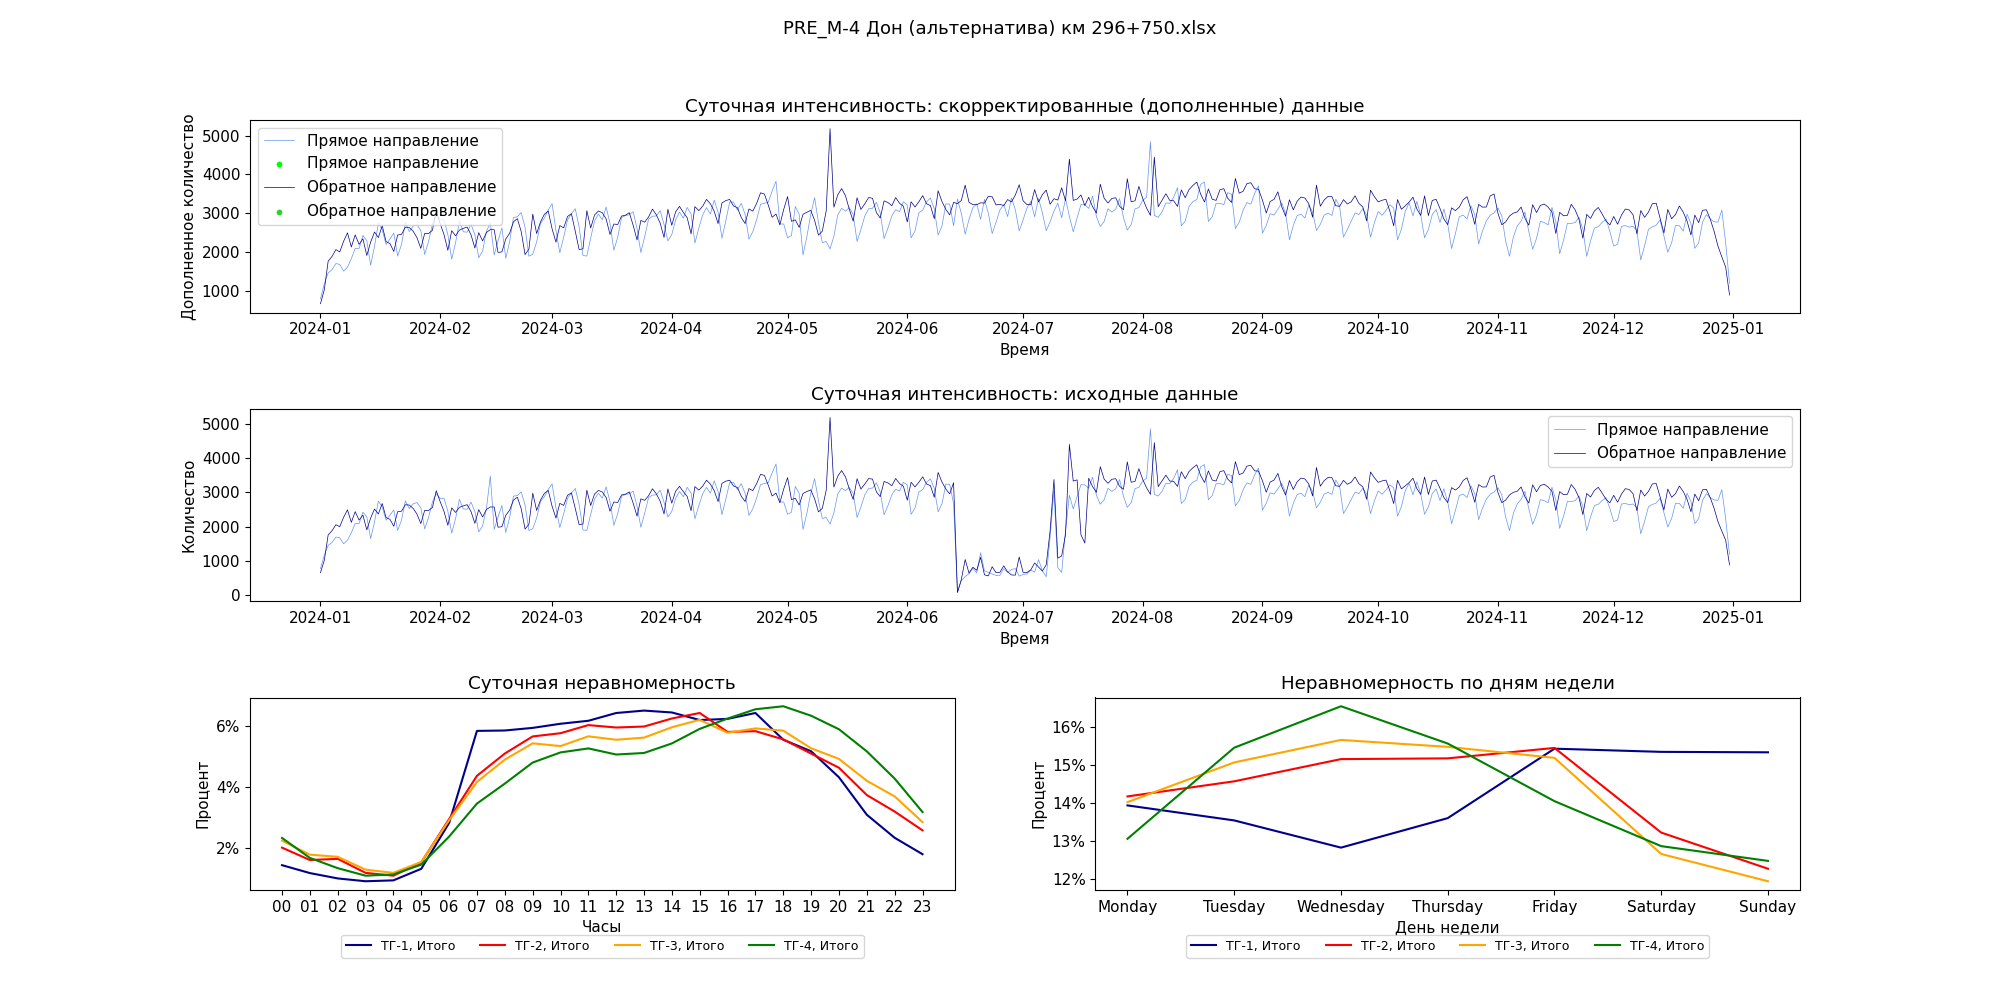 PRE_M-4 Дон (альтернатива) км 296+750.xlsx
Суточная интенсивность: скорректированные (дополненные) данные
Дополненное количество
5000
4000
3000
2000
1000
Прямое направление
Прямое направление
Обратное направление
Обратное направление
2024-01 2024-02 2024-03 2024-04 2024-05 2024-06 2024-07 2024-08 2024-09 2024-10 2024-11 2024-12 2025-01
Время
Суточная интенсивность: исходные данные
Количество
5000
4000
3000
2000
1000
0
Прямое направление
Обратное направление
2024-01 2024-02 2024-03 2024-04 2024-05 2024-06 2024-07 2024-08 2024-09 2024-10 2024-11 2024-12 2025-01
Время
Суточная неравномерность
Процент
6%
4%
2%
00 01 02 03 04 05 06 07 08 09 10 11 12 13 14 15 16 17 18 19 20 21 22 23
Часы
ТГ-1, Итого ТГ-2, Итого ТГ-3, Итого ТГ-4, Итого
Неравномерность по дням недели
Процент
16%
15%
14%
13%
12%
Monday Tuesday Wednesday Thursday Friday Saturday Sunday
День недели
ТГ-1, Итого ТГ-2, Итого ТГ-3, Итого ТГ-4, Итого